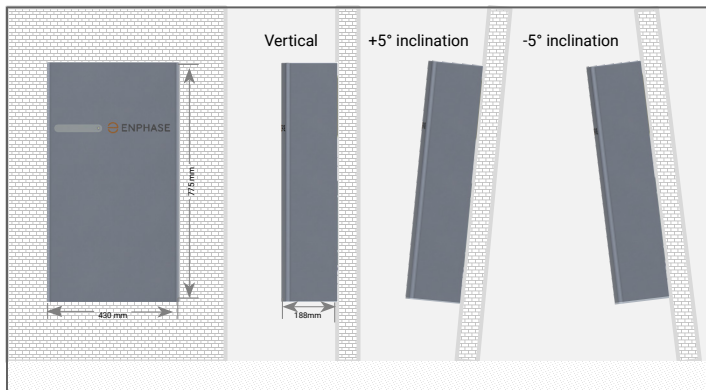 Vertical
+5° inclination
-5° inclination
ENPHASE
775 mm
430 mm
188mm